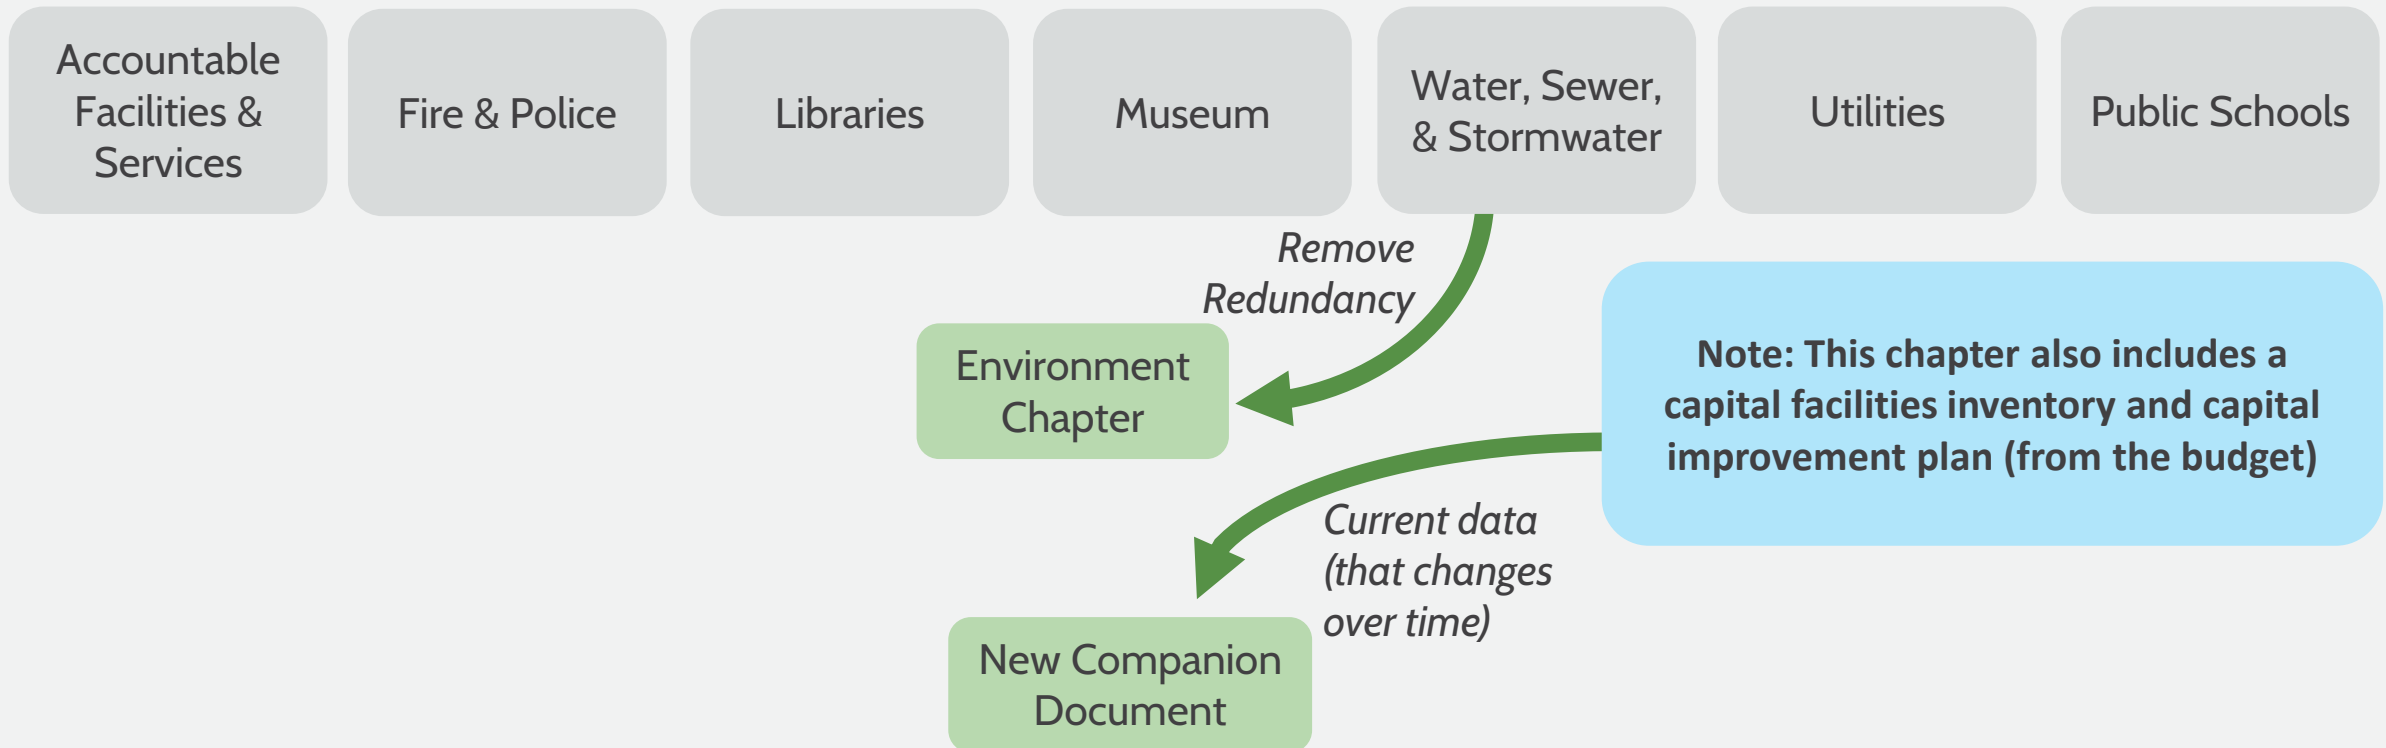 Accountable
Facilities &
Services
Fire & Police
Libraries
Museum
Water, Sewer,
& Stormwater
Utilities
Public Schools
Remove
Redundancy
Environment
Chapter
Note: This chapter also includes a
capital facilities inventory and capital
improvement plan (from the budget)
Current data
(that changes
over time)
New Companion
Document